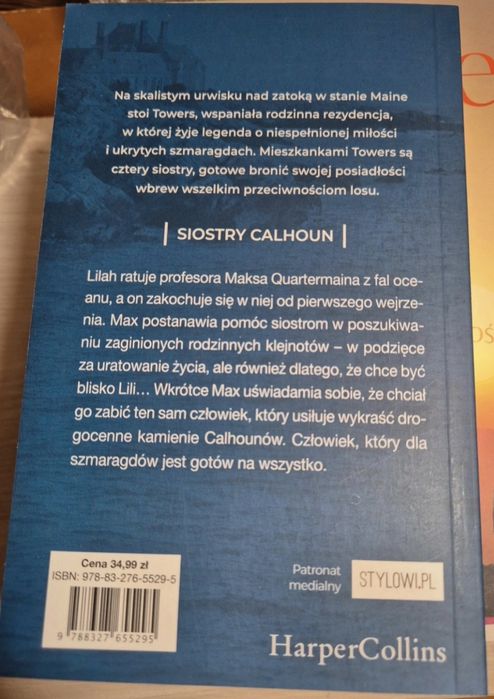 Na skalistym urwisku nad zatoką w stanie Maine
stoi Towers, wspaniała rodzinna rezydencja,
w której żyje legenda o niespełnionej miłości
i ukrytych szmaragdach. Mieszkankami Towers są
cztery siostry, gotowe bronić swojej posiadłości
wbrew wszelkim przeciwnościom losu.
| SIOSTRY CALHOUN |
Lilah ratuje profesora Maksa Quartermaina z fal oce-
anu, a on zakochuje się w niej od pierwszego wejrze-
nia. Max postanawia pomóc siostrom w poszukiwa-
niu zaginionych rodzinnych klejnotów – w podzięce
za uratowanie życia, ale również dlatego, że chce być
blisko Lili... Wkrótce Max uświadamia sobie, że chciał
go zabić ten sam człowiek, który usiłuje wykraść dro-
gocenne kamienie Calhounów. Człowiek, który dla
szmaragdów jest gotów na wszystko.
Cena 34,99 zł
ISBN: 978-83-276-5529-5
9 788327 655295
Patronat
medialny
STYLOWI.PL
HarperCollins
e
oś